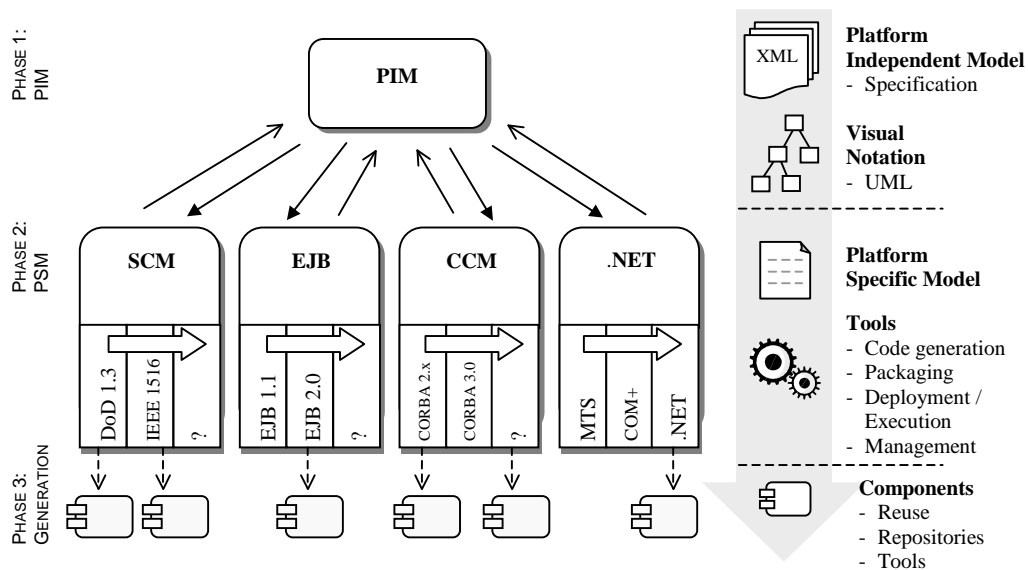 PHASE 1:
PIM
PIM
XML
Platform
Independent Model
- Specification
Visual
Notation
- UML
PHASE 2:
PSM
SCM
EJB
CCM
.NET
DoD 1.3
IEEE 1516
?
EJB 1.1
EJB 2.0
?
CORBA 2.x
CORBA 3.0
?
MTS
COM+
.NET
Platform
Specific Model
Tools
- Code generation
- Packaging
- Deployment /
Execution
- Management
PHASE 3:
GENERATION
Components
- Reuse
- Repositories
- Tools